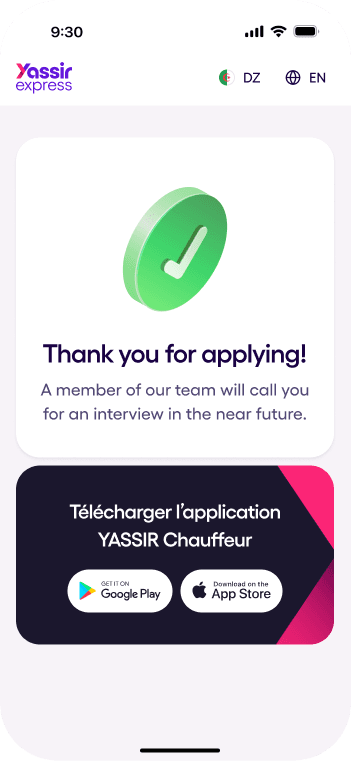 9:30
Yassir
express
DZ
EN
Thank you for applying!
A member of our team will call you
for an interview in the near future.
Télécharger l’application
YASSIR Chauffeur
GET IT ON
Google Play
Download on the
App Store